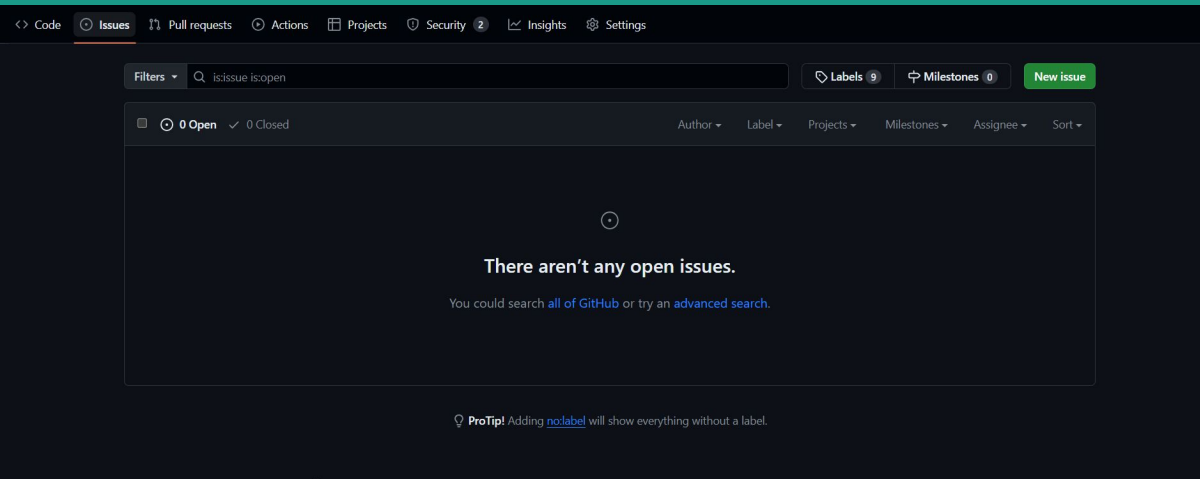 Code Issues Pull requests Actions Projects Security 2 Insights Settings
Filters is:issue is:open Labels 9 Milestones 0 New issue
0 Open 0 Closed Author Label Projects Milestones Assignee Sort
There aren’t any open issues.
You could search all of GitHub or try an advanced search.
ProTip! Adding no:label will show everything without a label.